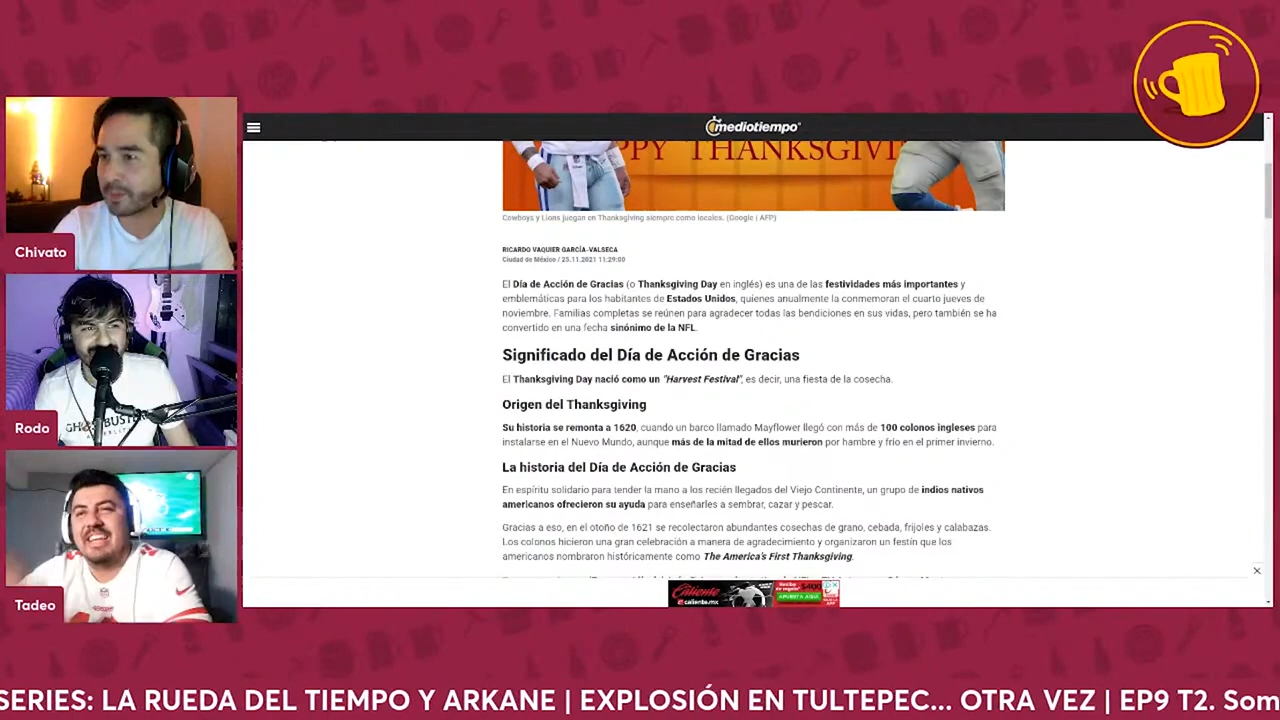 mediotiempo
PPY THANKSGIVI
Cowboys y Lions juegan en Thanksgiving siempre como locales. (Google | AFP)
RICARDO VAQUIER GARCÍA-VALSECA
Ciudad de México / 25.11.2021 11:29:00
El Día de Acción de Gracias (o Thanksgiving Day en inglés) es una de las festividades más importantes y
emblemáticas para los habitantes de Estados Unidos, quienes anualmente la conmemoran el cuarto jueves de
noviembre. Familias completas se reúnen para agradecer todas las bendiciones en sus vidas, pero también se ha
convertido en una fecha sinónimo de la NFL.
Significado del Día de Acción de Gracias
El Thanksgiving Day nació como un "Harvest Festival", es decir, una fiesta de la cosecha.
Origen del Thanksgiving
Su historia se remonta a 1620, cuando un barco llamado Mayflower llegó con más de 100 colonos ingleses para
instalarse en el Nuevo Mundo, aunque más de la mitad de ellos murieron por hambre y frío en el primer invierno.
La historia del Día de Acción de Gracias
En espíritu solidario para tender la mano a los recién llegados del Viejo Continente, un grupo de indios nativos
americanos ofrecieron su ayuda para enseñarles a sembrar, cazar y pescar.
Gracias a eso, en el otoño de 1621 se recolectaron abundantes cosechas de grano, cebada, frijoles y calabazas.
Los colonos hicieron una gran celebración a manera de agradecimiento y organizaron un festín que los
americanos nombraron históricamente como The America's First Thanksgiving.
Caliente
caliente.mx
$400
APUESTA AQUÍ
Chivato
Rodo
GHOSTBUSTERS
Tadeo
SERIES: LA RUEDA DEL TIEMPO Y ARKANE | EXPLOSIÓN EN TULTEPEC... OTRA VEZ | EP9 T2. Som